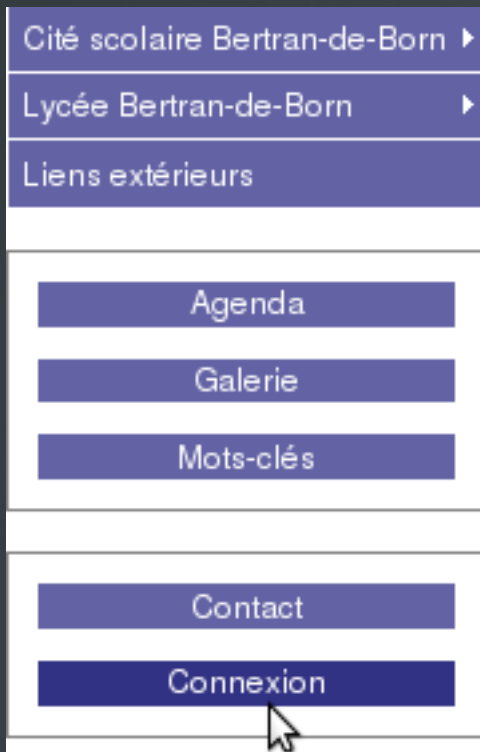 Cité scolaire Bertran-de-Born
Lycée Bertran-de-Born
Liens extérieurs
Agenda
Galerie
Mots-clés
Contact
Connexion